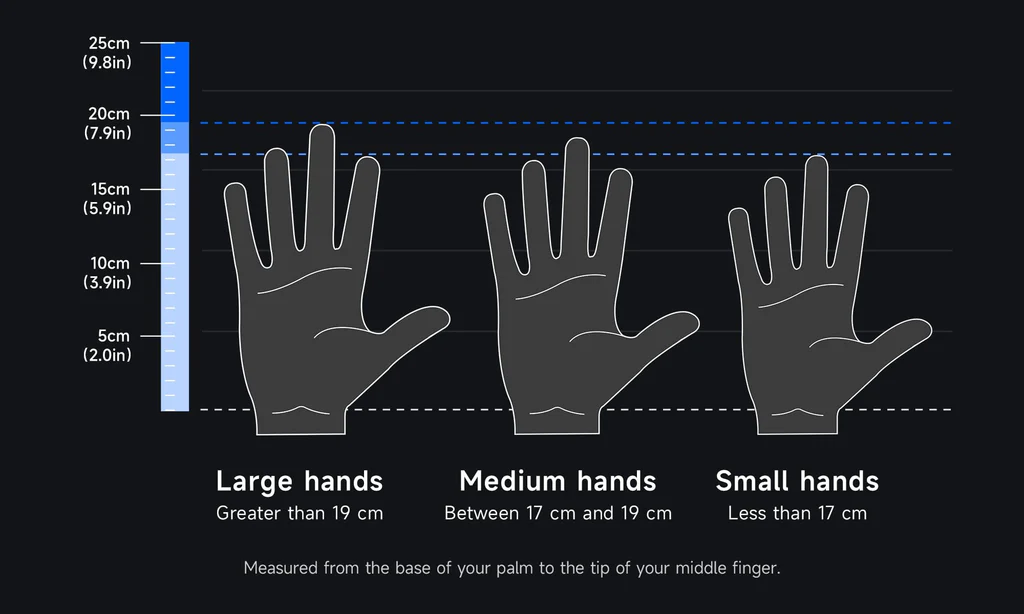 25cm
(9.8in)
20cm
(7.9in)
15cm
(5.9in)
10cm
(3.9in)
5cm
(2.0in)
Large hands
Greater than 19 cm
Medium hands
Between 17 cm and 19 cm
Small hands
Less than 17 cm
Measured from the base of your palm to the tip of your middle finger.